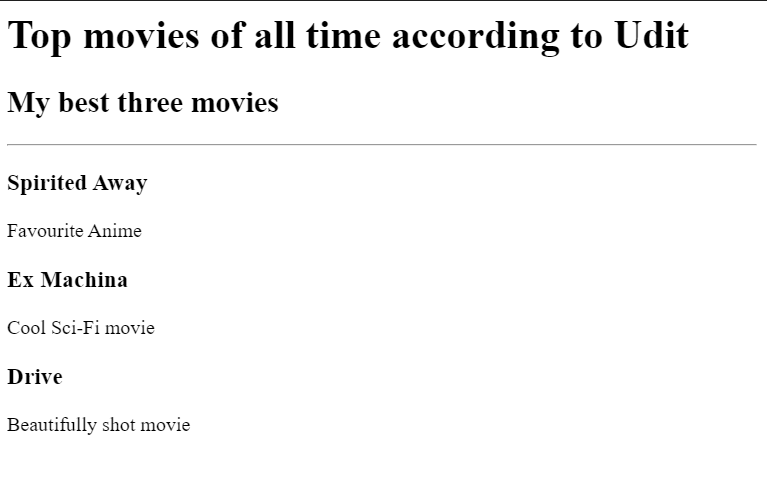 Top movies of all time according to Udit
My best three movies
Spirited Away
Favourite Anime
Ex Machina
Cool Sci-Fi movie
Drive
Beautifully shot movie